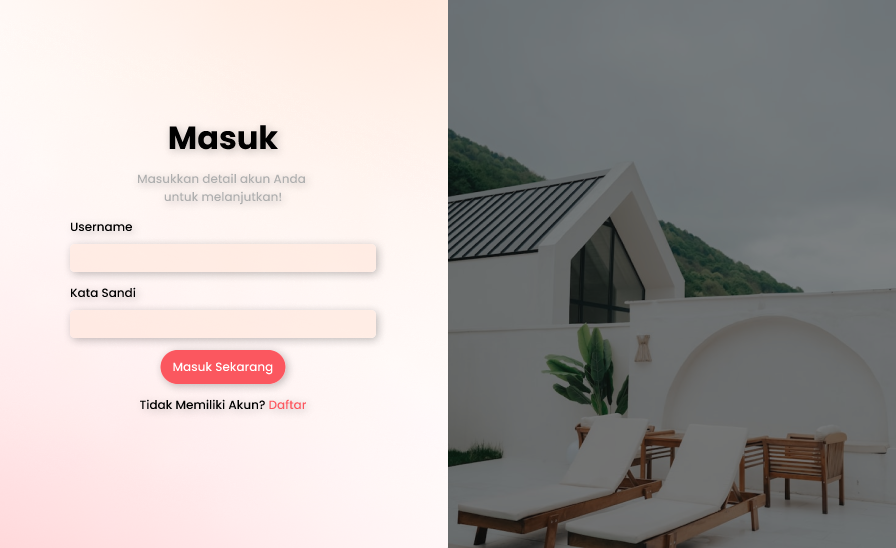 Masuk
Masukkan detail akun Anda
untuk melanjutkan!
Username
Kata Sandi
Masuk Sekarang
Tidak Memiliki Akun? Daftar